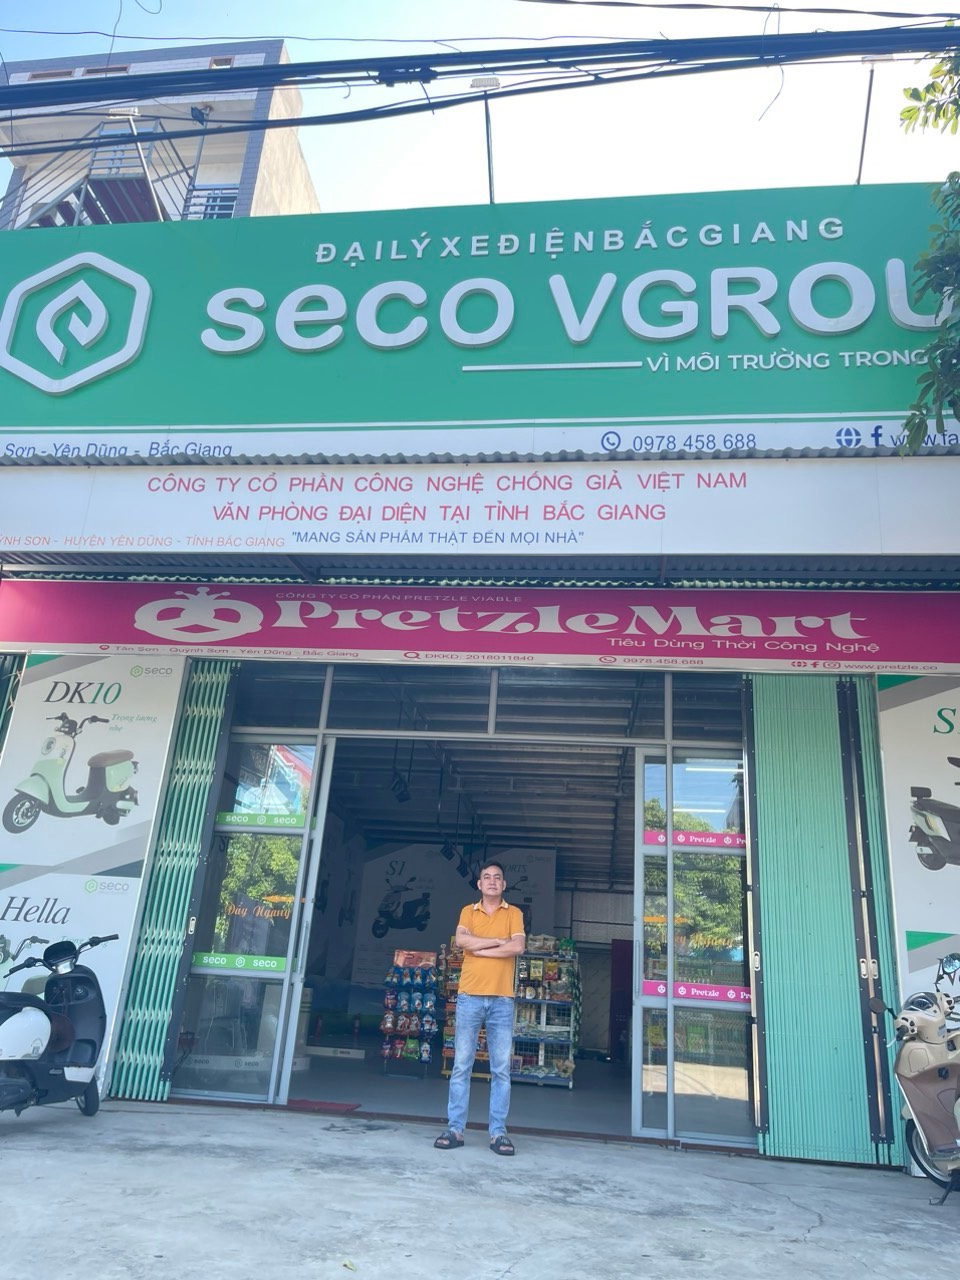 ĐẠI LÝ XE ĐIỆN BẮC GIANG
seco VGROU
VÌ MÔI TRƯỜNG TRONG
Sơn - Yên Dũng - Bắc Giang
0978 458 688
CÔNG TY CỔ PHẦN CÔNG NGHỆ CHỐNG GIẢ VIỆT NAM
VĂN PHÒNG ĐẠI DIỆN TẠI TỈNH BẮC GIANG
ỲNH SƠN - HUYỆN YÊN DŨNG - TỈNH BẮC GIANG "MANG SẢN PHẨM THẬT ĐẾN MỌI NHÀ"
CÔNG TY CỔ PHẦN PRETZLE VIABLE
PretzleMart
Tiêu Dùng Thời Công Nghệ
Tân Sơn - Quỳnh Sơn - Yên Dũng - Bắc Giang
ĐKKD: 2018011840
0978.458.688
www.pretzle.co
seco
DK10
Trọng lượng
nhẹ
seco
Hella
seco seco
seco seco
Pretzle
Pretzle
S1